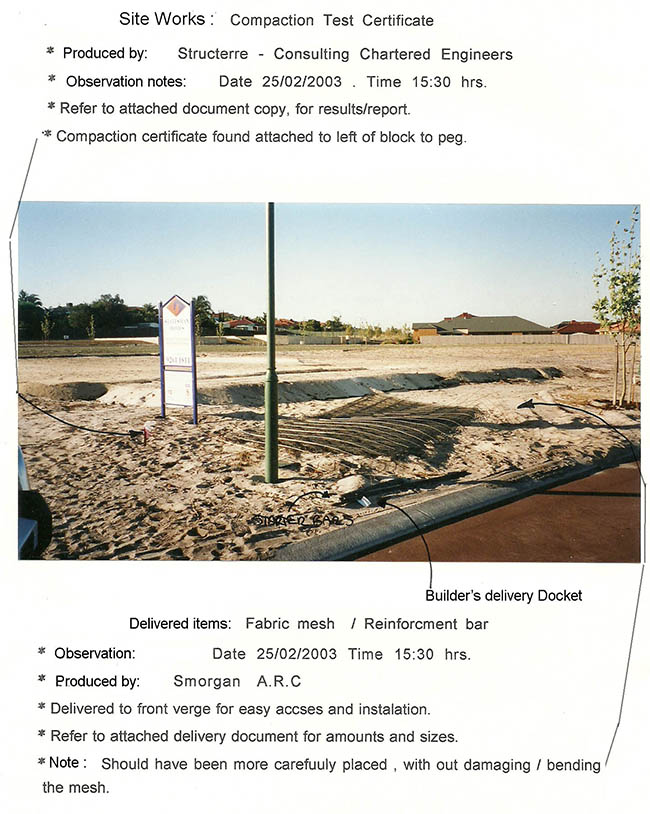 Site Works : Compaction Test Certificate
* Produced by: Structerre - Consulting Chartered Engineers
* Observation notes: Date 25/02/2003 . Time 15:30 hrs.
* Refer to attached document copy, for results/report.
* Compaction certificate found attached to left of block to peg.
STARTER BARS
Builder's delivery Docket
Delivered items: Fabric mesh / Reinforcment bar
* Observation: Date 25/02/2003 Time 15:30 hrs.
* Produced by: Smorgan A.R.C
* Delivered to front verge for easy accses and instalation.
* Refer to attached delivery document for amounts and sizes.
* Note : Should have been more carefuuly placed , with out damaging / bending
the mesh.